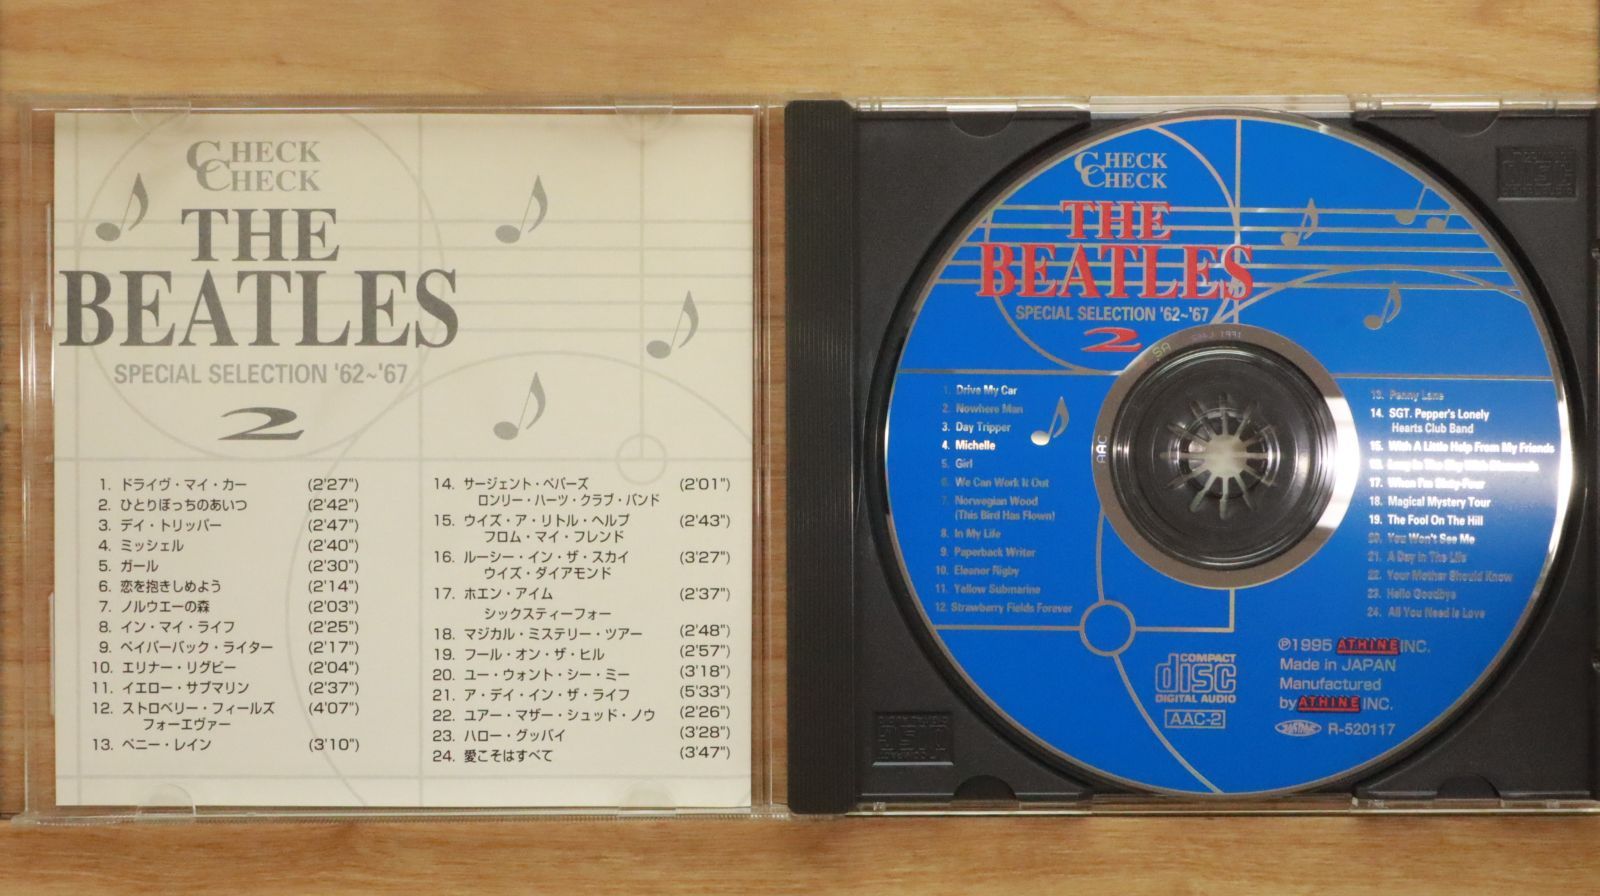 CHECK
CHECK
THE
BEATLES
SPECIAL SELECTION '62~'67
2
1. ドライヴ・マイ・カー (2'27")
2. ひとりぼっちのあいつ (2'42")
3. デイ・トリッパー (2'47")
4. ミッシェル (2'40")
5. ガール (2'30")
6. 恋を抱きしめよう (2'14")
7. ノルウエーの森 (2'03")
8. イン・マイ・ライフ (2'25")
9. ペイパーバック・ライター (2'17")
10. エリナー・リグビー (2'04")
11. イエロー・サブマリン (2'37")
12. ストロベリー・フィールズ (4'07")
フォーエヴァー
13. ペニー・レイン (3'10")
14. サージェント・ペパーズ (2'01")
ロンリー・ハーツ・クラブ・バンド
15. ウイズ・ア・リトル・ヘルプ (2'43")
フロム・マイ・フレンド
16. ルーシー・イン・ザ・スカイ (3'27")
ウイズ・ダイアモンド
17. ホエン・アイム (2'37")
シックスティーフォー
18. マジカル・ミステリー・ツアー (2'48")
19. フール・オン・ザ・ヒル (2'57")
20. ユー・ウォント・シー・ミー (3'18")
21. ア・デイ・イン・ザ・ライフ (5'33")
22. ユアー・マザー・シュッド・ノウ (2'26")
23. ハロー・グッバイ (3'28")
24. 愛こそはすべて (3'47")
CHECK
CHECK
THE
BEATLES
SPECIAL SELECTION '62~'67
2
1. Drive My Car
2. Nowhere Man
3. Day Tripper
4. Michelle
5. Girl
6. We Can Work It Out
7. Norwegian Wood
(This Bird Has Flown)
8. In My Life
9. Paperback Writer
10. Eleanor Rigby
11. Yellow Submarine
12. Strawberry Fields Forever
13. Penny Lane
14. SGT. Pepper's Lonely
Hearts Club Band
15. With A Little Help From My Friends
16. Lucy In The Sky With Diamonds
17. When I'm Sixty-Four
18. Magical Mystery Tour
19. The Fool On The Hill
20. You Won't See Me
21. A Day In The Life
22. Your Mother Should Know
23. Hello Goodbye
24. All You Need Is Love
AAC
SA
COMPACT
disc
DIGITAL AUDIO
AAC-2
℗1995 ATHINE INC.
Made in JAPAN
Manufactured
by ATHINE INC.
R-520117